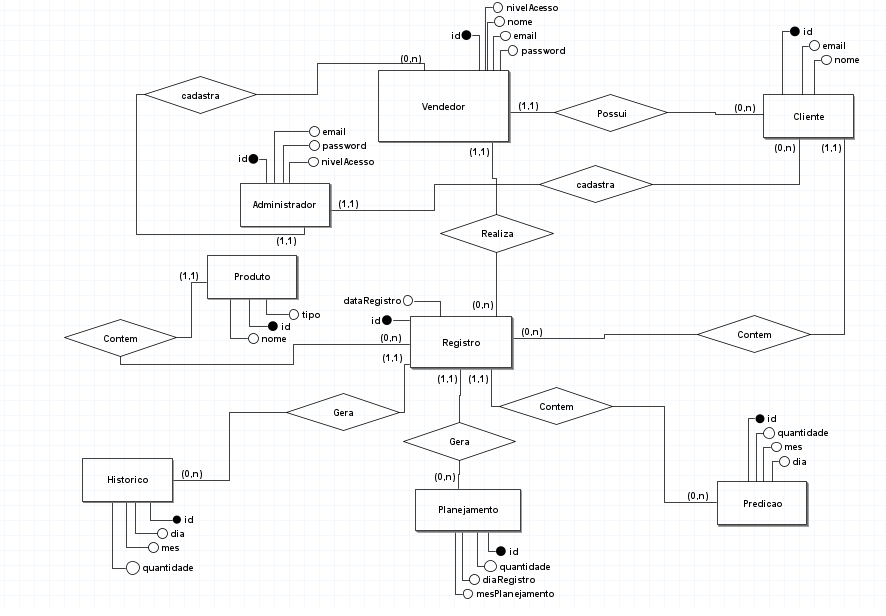 nivelAcesso
nome
id
email
password
id
email
nome
(0,n)
cadastra
Vendedor
(1,1)
Possui
(0,n)
Cliente
(1,1)
(0,n)
(1,1)
email
password
id
nivelAcesso
cadastra
Administrador
(1,1)
(1,1)
Realiza
(1,1)
Produto
dataRegistro
(0,n)
tipo
id
id
nome
Contem
(0,n)
Registro
(0,n)
Contem
(1,1)
(1,1)
(1,1)
Gera
Contem
Gera
id
quantidade
mes
dia
(0,n)
Historico
(0,n)
(0,n)
Planejamento
Predicao
id
dia
mes
quantidade
id
quantidade
diaRegistro
mesPlanejamento